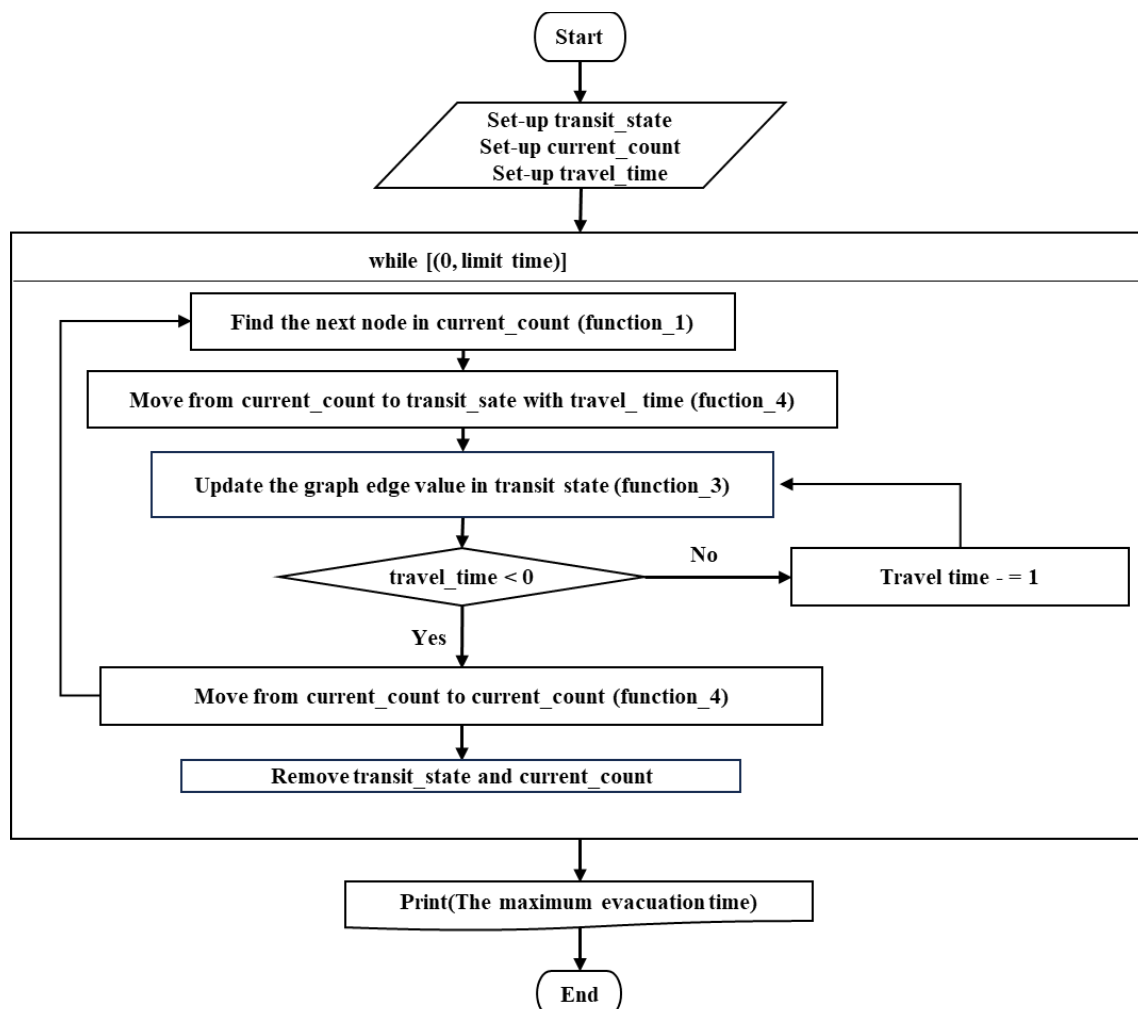 Start
Set-up transit_state
Set-up current_count
Set-up travel_time
while [(0, limit time)]
Find the next node in current_count (function_1)
Move from current_count to transit_sate with travel_ time (fuction_4)
Update the graph edge value in transit state (function_3)
travel_time < 0
No
Travel time - = 1
Yes
Move from current_count to current_count (function_4)
Remove transit_state and current_count
Print(The maximum evacuation time)
End